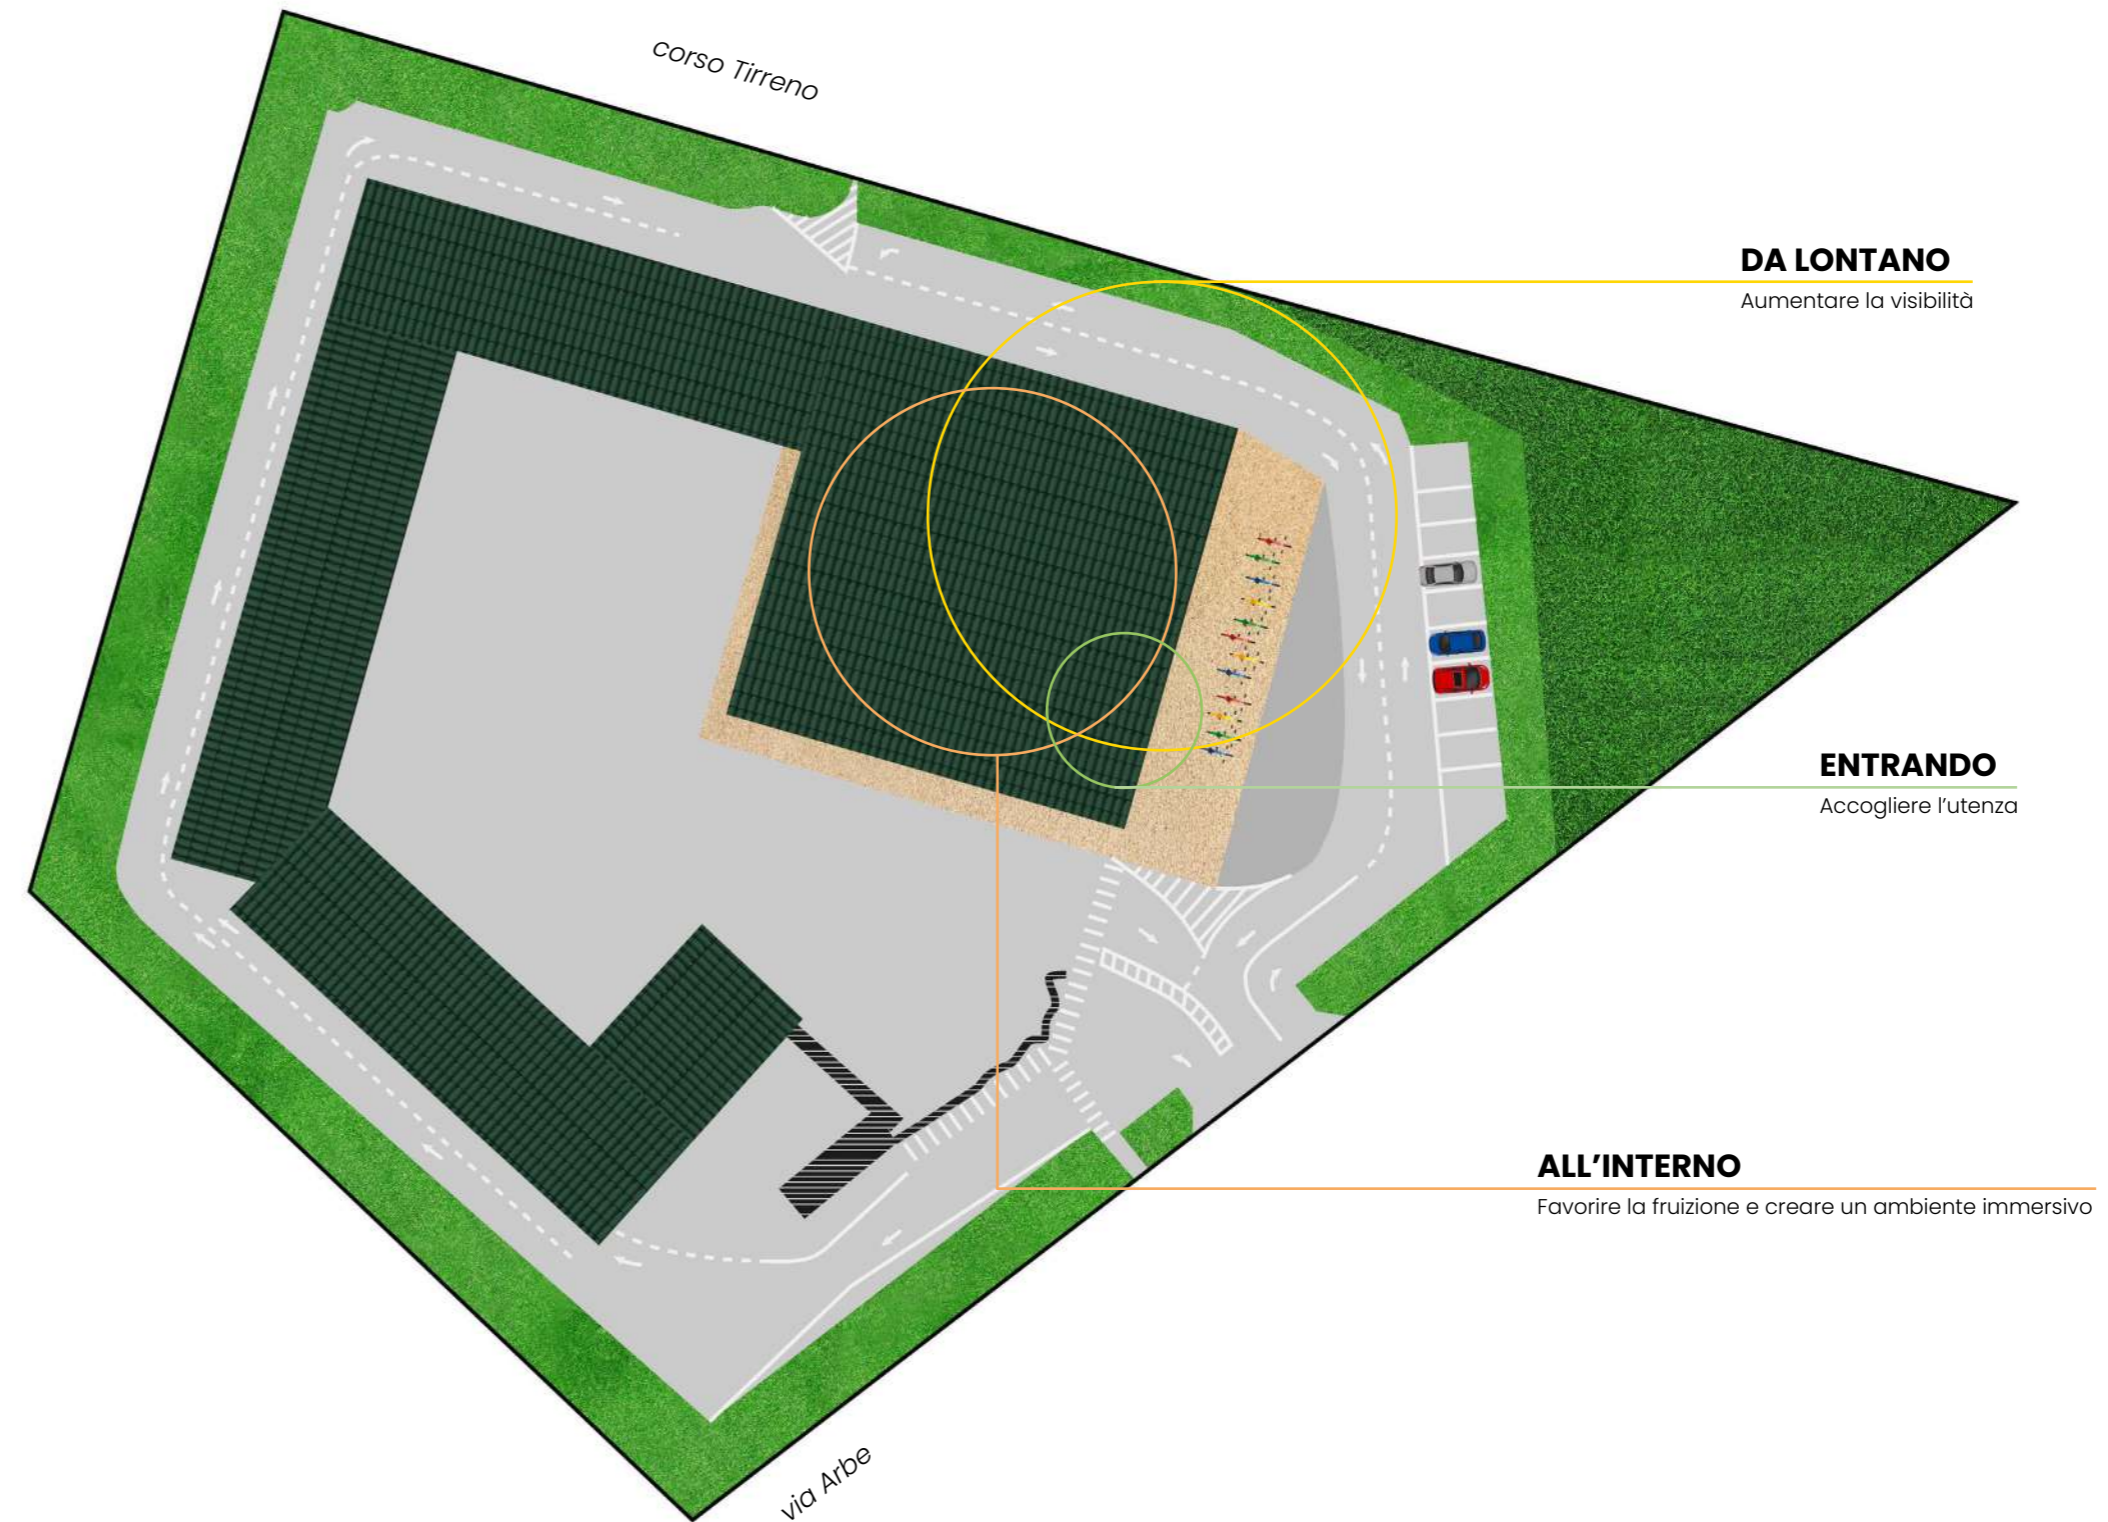 corso Tirreno
DA LONTANO
Aumentare la visibilità
ENTRANDO
Accogliere l'utenza
ALL'INTERNO
Favorire la fruizione e creare un ambiente immersivo
via Arbe